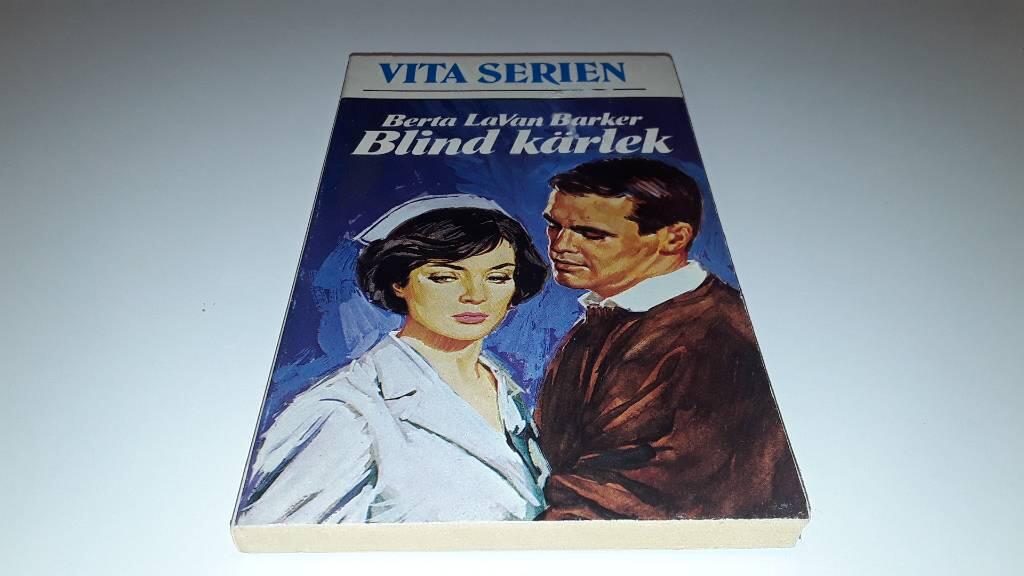 VITA SERIEN
Berta LaVan Barker
Blind kärlek